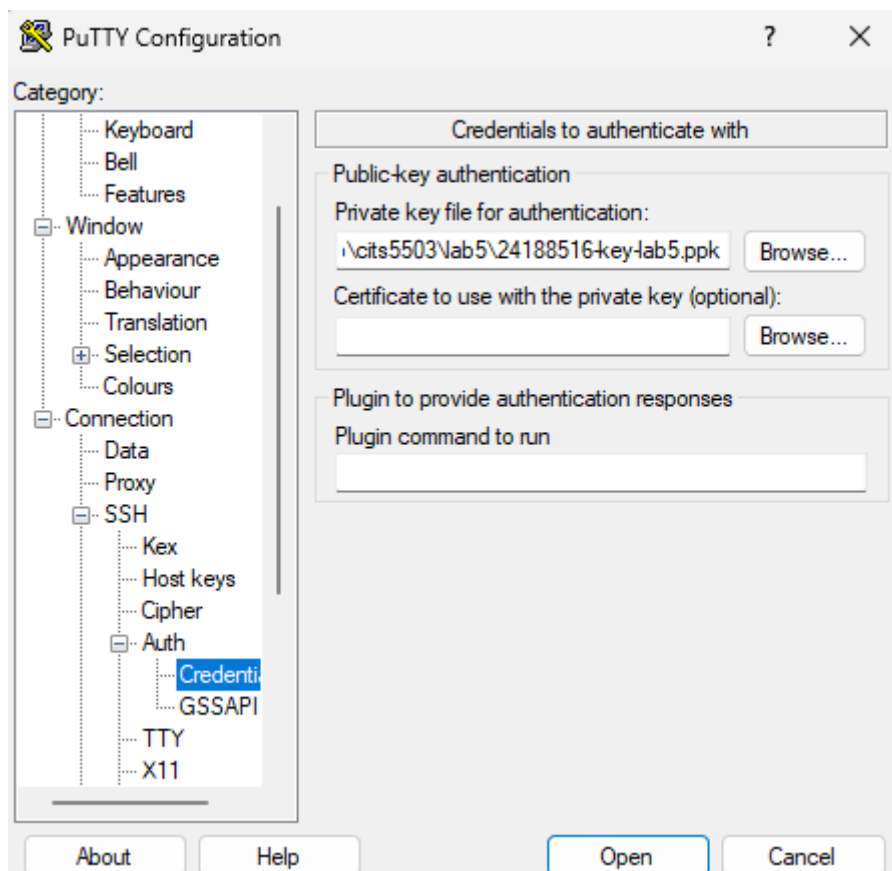 PuTTY Configuration ?
Category:
Keyboard
Bell
Features
Window
Appearance
Behaviour
Translation
Selection
Colours
Connection
Data
Proxy
SSH
Kex
Host keys
Cipher
Auth
Credenti
GSSAPI
TTY
X11
Credentials to authenticate with
Public-key authentication
Private key file for authentication:
\cits5503\lab5\24188516-key-lab5.ppk Browse...
Certificate to use with the private key (optional):
Browse...
Plugin to provide authentication responses
Plugin command to run
About Help Open Cancel